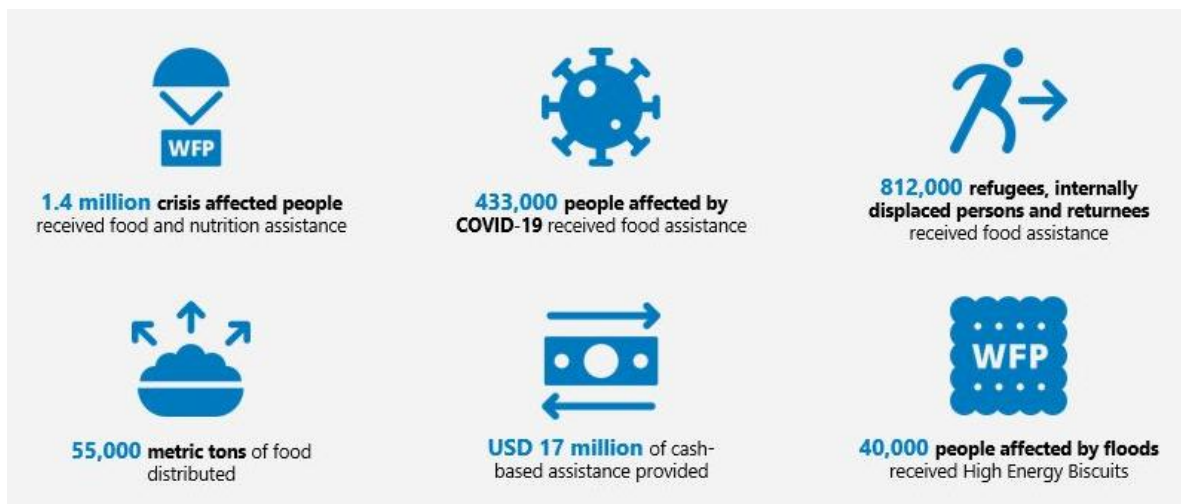 WFP
1.4 million crisis affected people
received food and nutrition assistance
433,000 people affected by
COVID-19 received food assistance
812,000 refugees, internally
displaced persons and returnees
received food assistance
55,000 metric tons of food
distributed
USD 17 million of cash-
based assistance provided
WFP
40,000 people affected by floods
received High Energy Biscuits